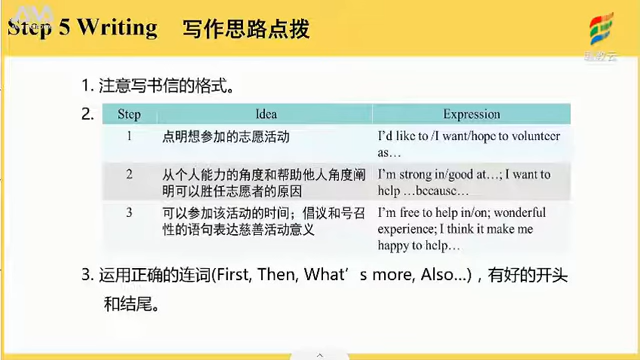 Step 5 Writing 写作思路点拨
1. 注意写书信的格式。
2.
Step Idea Expression
1 点明想参加的志愿活动 I'd like to /I want/hope to volunteer
as…
2 从个人能力的角度和帮助他人角度阐 I'm strong in/good at…; I want to
明可以胜任志愿者的原因 help …because…
3 可以参加该活动的时间；倡议和号召 I'm free to help in/on; wonderful
性的语句表达慈善活动意义 experience; I think it make me
happy to help…
3. 运用正确的连词(First, Then, What's more, Also…)，有好的开头
和结尾。